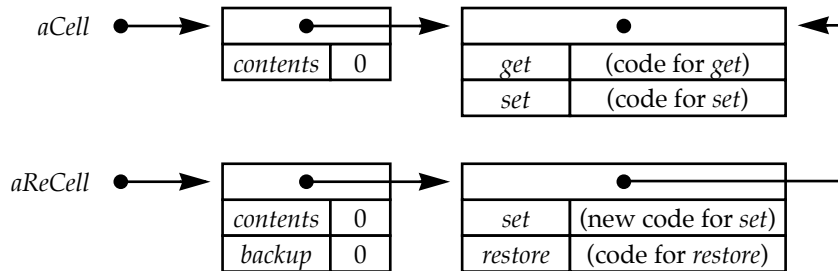 aCell
contents 0
get (code for get)
set (code for set)
aReCell
contents 0
backup 0
set (new code for set)
restore (code for restore)